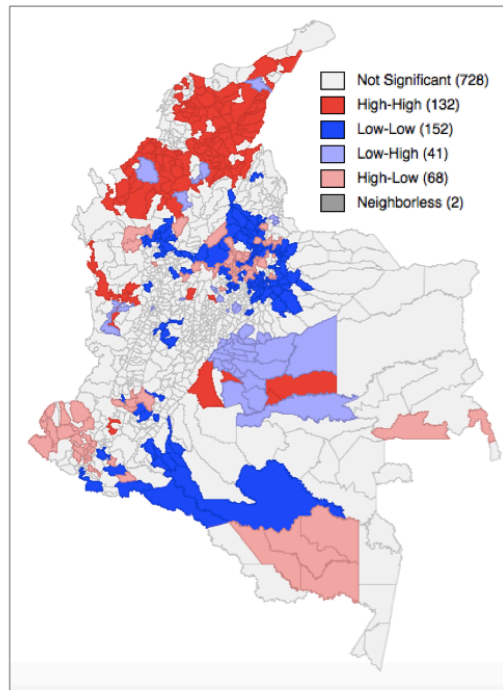 Not Significant (728)
High-High (132)
Low-Low (152)
Low-High (41)
High-Low (68)
Neighborless (2)